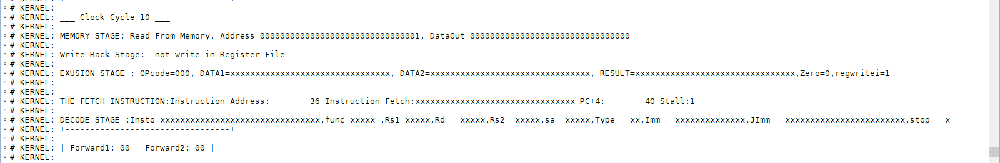 # KERNEL:
# KERNEL: ___ Clock Cycle 10 ___
# KERNEL:
# KERNEL: MEMORY STAGE: Read From Memory, Address=00000000000000000000000000000001, DataOut=00000000000000000000000000000000
# KERNEL:
# KERNEL: Write Back Stage:  not write in Register File
# KERNEL:
# KERNEL: EXUSION STAGE : OPcode=000, DATA1=xxxxxxxxxxxxxxxxxxxxxxxxxxxxxxxx, DATA2=xxxxxxxxxxxxxxxxxxxxxxxxxxxxxxxx, RESULT=xxxxxxxxxxxxxxxxxxxxxxxxxxxxxxxx,Zero=0,regwritei=1
# KERNEL:
# KERNEL:
# KERNEL: THE FETCH INSTRUCTION:Instruction Address:        36 Instruction Fetch:xxxxxxxxxxxxxxxxxxxxxxxxxxxxxxxx PC+4:        40 Stall:1
# KERNEL:
# KERNEL: DECODE STAGE :Insto=xxxxxxxxxxxxxxxxxxxxxxxxxxxxxxxx,func=xxxxx ,Rs1=xxxxx,Rd = xxxxx,Rs2 =xxxxx,sa =xxxxx,Type = xx,Imm = xxxxxxxxxxxxxx,JImm = xxxxxxxxxxxxxxxxxxxxxxxx,stop = x
# KERNEL: +---------------------------------+
# KERNEL:
# KERNEL: | Forward1: 00   Forward2: 00 |
# KERNEL: